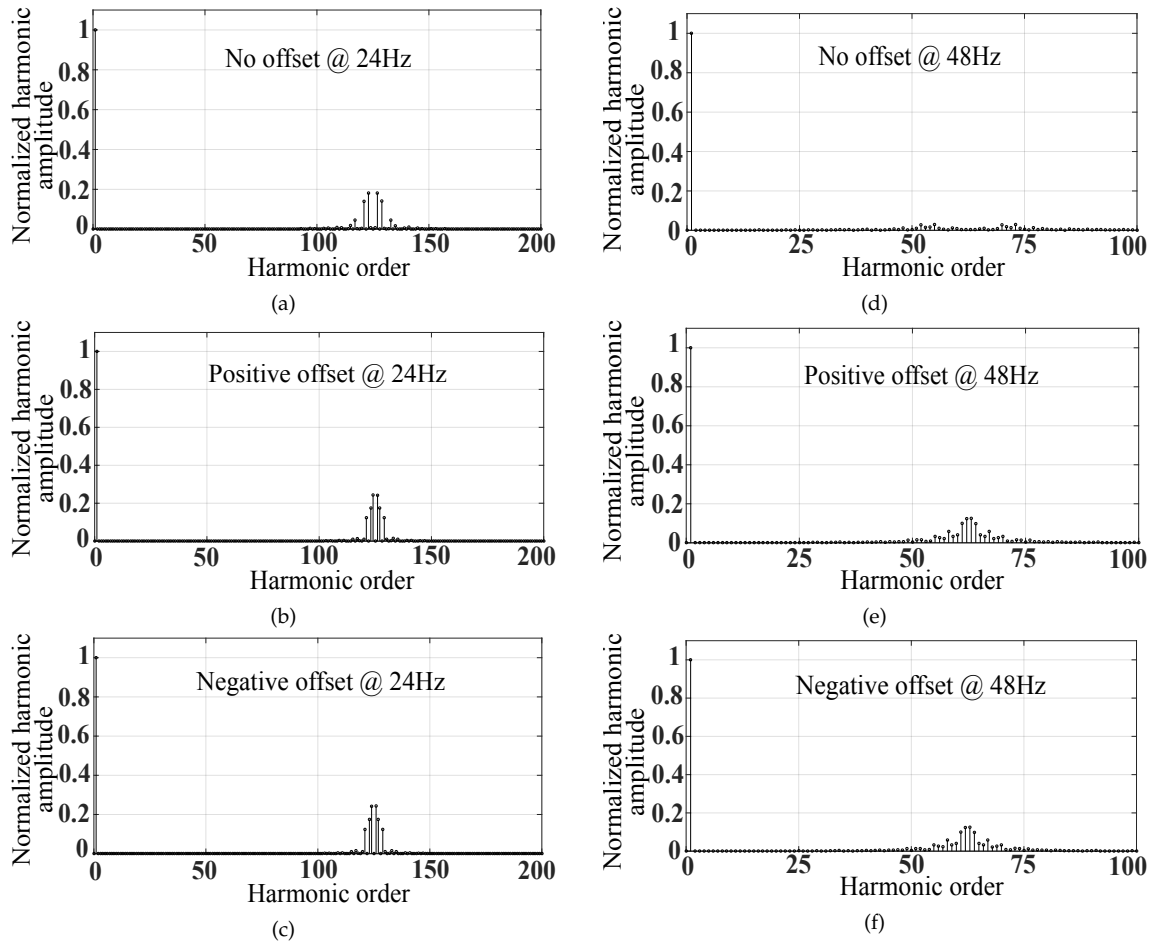 Normalized harmonic
amplitude
1
0.8
0.6
0.4
0.2
0
No offset @ 24Hz
0 50 100 150 200
Harmonic order
(a)
Normalized harmonic
amplitude
1
0.8
0.6
0.4
0.2
0
Positive offset @ 24Hz
0 50 100 150 200
Harmonic order
(b)
Normalized harmonic
amplitude
1
0.8
0.6
0.4
0.2
0
Negative offset @ 24Hz
0 50 100 150 200
Harmonic order
(c)
Normalized harmonic
amplitude
1
0.8
0.6
0.4
0.2
0
No offset @ 48Hz
0 25 50 75 100
Harmonic order
(d)
Normalized harmonic
amplitude
1
0.8
0.6
0.4
0.2
0
Positive offset @ 48Hz
0 25 50 75 100
Harmonic order
(e)
Normalized harmonic
amplitude
1
0.8
0.6
0.4
0.2
0
Negative offset @ 48Hz
0 25 50 75 100
Harmonic order
(f)